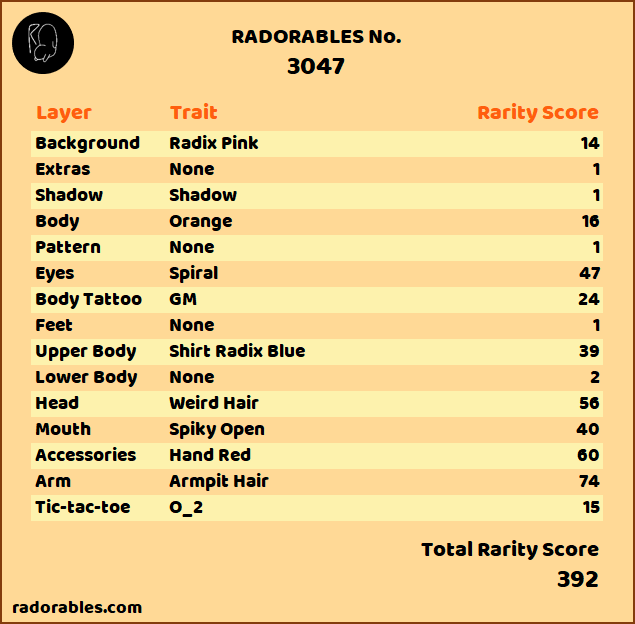 RADORABLES No.
3047
Layer Trait Rarity Score
Background Radix Pink 14
Extras None 1
Shadow Shadow 1
Body Orange 16
Pattern None 1
Eyes Spiral 47
Body Tattoo GM 24
Feet None 1
Upper Body Shirt Radix Blue 39
Lower Body None 2
Head Weird Hair 56
Mouth Spiky Open 40
Accessories Hand Red 60
Arm Armpit Hair 74
Tic-tac-toe O_2 15
Total Rarity Score
392
radorables.com